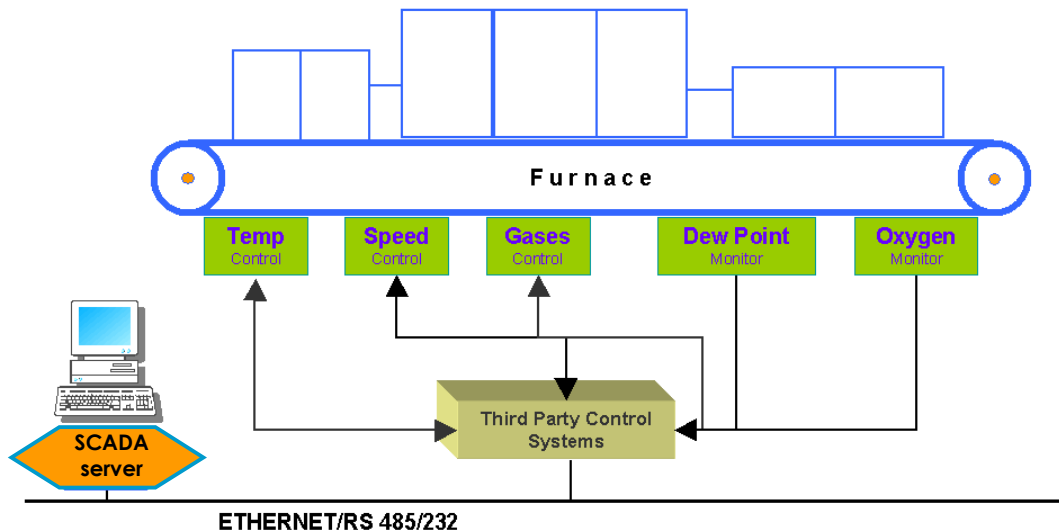 Furnace
Temp
Control
Speed
Control
Gases
Control
Dew Point
Monitor
Oxygen
Monitor
Third Party Control
Systems
SCADA
server
ETHERNET/RS 485/232